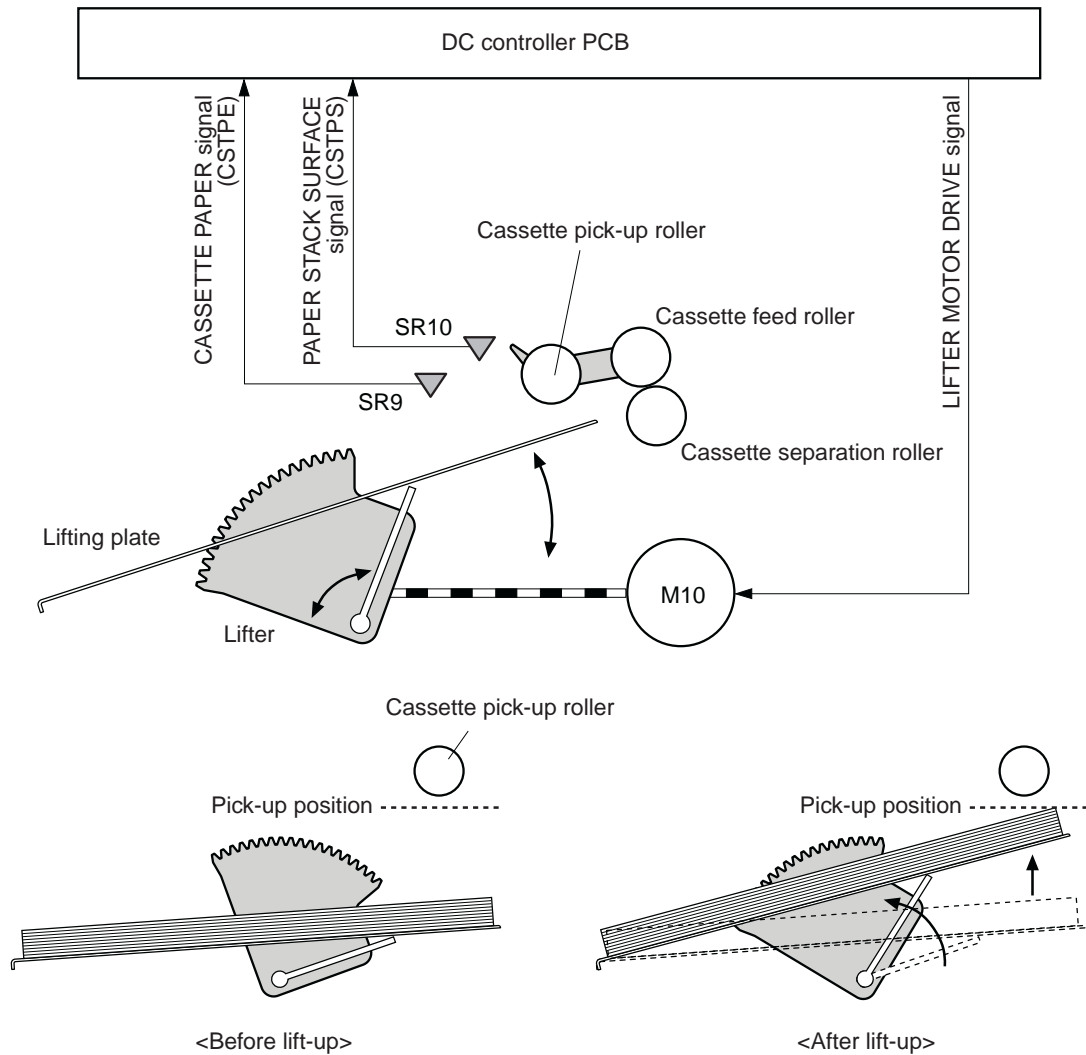 DC controller PCB
CASSETTE PAPER signal
(CSTPE)
PAPER STACK SURFACE
signal (CSTPS)
LIFTER MOTOR DRIVE signal
Cassette pick-up roller
SR10
Cassette feed roller
SR9
Cassette separation roller
Lifting plate
M10
Lifter
Cassette pick-up roller
Pick-up position
Pick-up position
<Before lift-up>
<After lift-up>